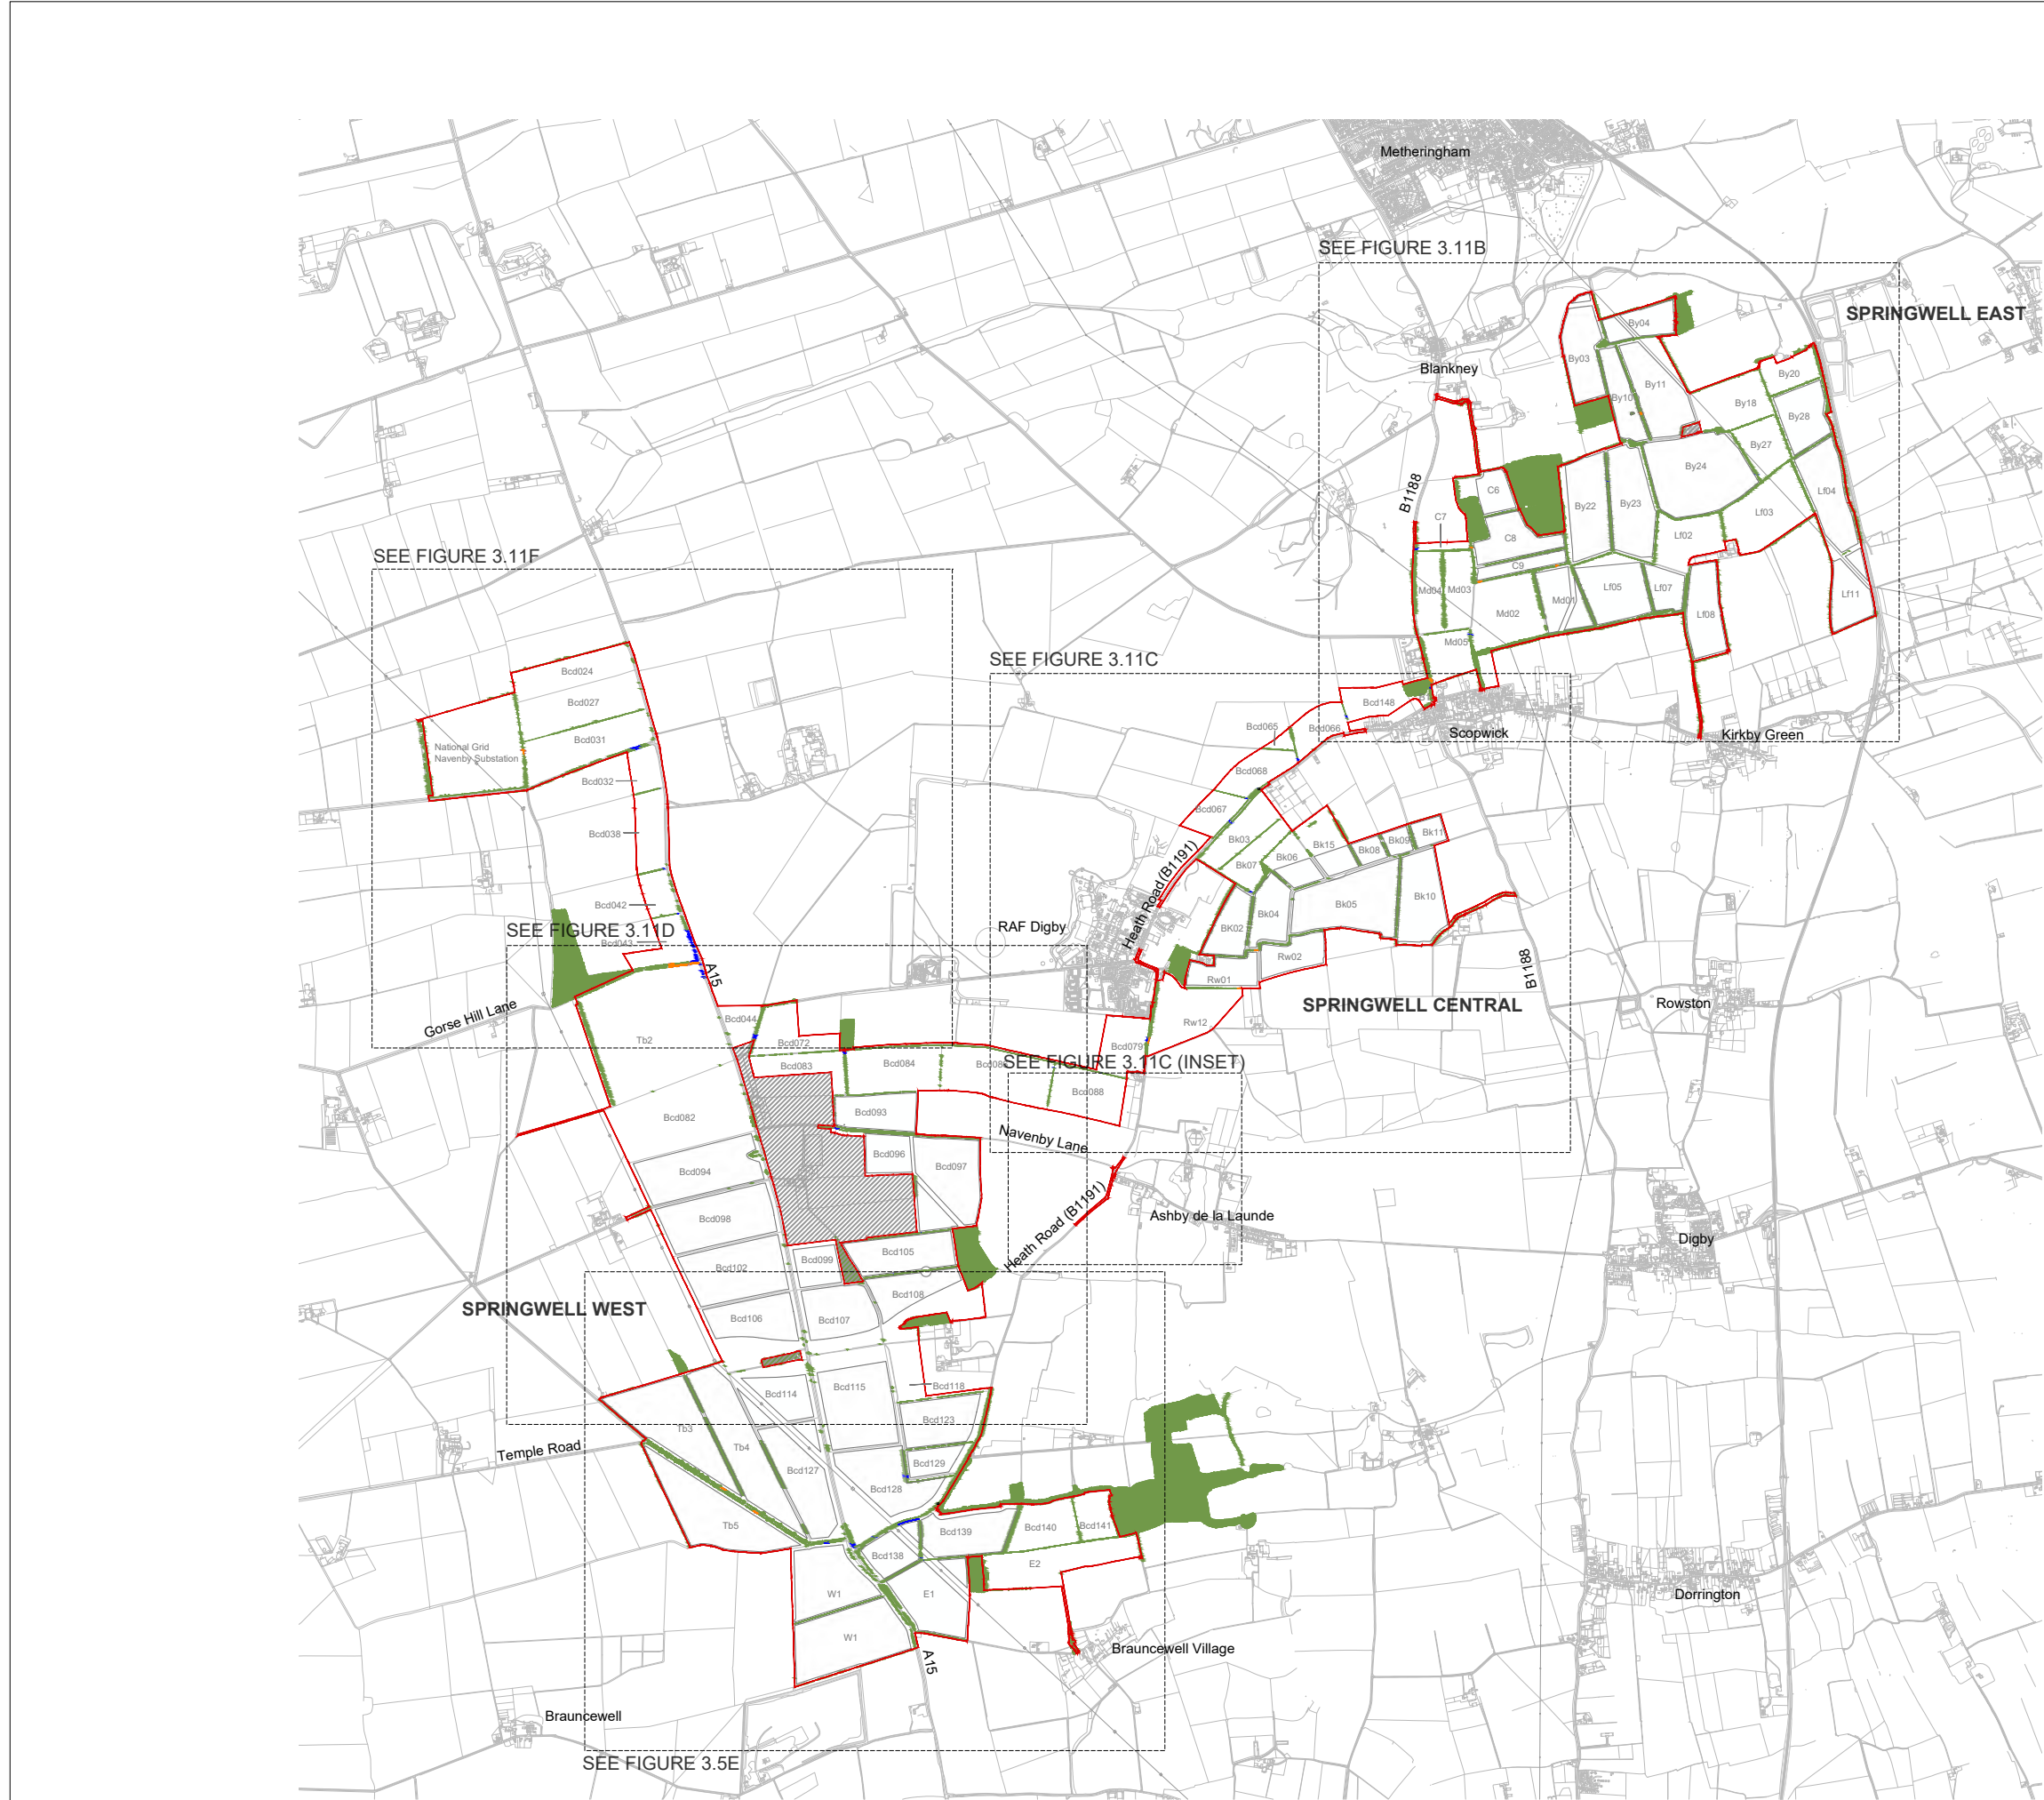 Metheringham
SEE FIGURE 3.11B
SPRINGWELL EAST
By04
By03
Blankney
By11
By20
By10
By18
By28
By27
By24
B1188
C6
By22
By23
Lf04
C7
Lf03
C8
Lf02
C9
Md04
Md03
Md01
Lf05
Lf07
Lf11
Md02
Lf08
Md05
SEE FIGURE 3.11F
SEE FIGURE 3.11C
Bcd024
Bcd027
Bcd148
Bcd065
Bcd066
Scopwick
Kirkby Green
Bcd031
National Grid
Navenby Substation
Bcd032
Bcd068
Bcd067
Bcd038
Bk03
Bk15
Bk09
Bk11
Bk08
Bk06
Bk07
Heath Road (B1191)
Bcd042
Bk05
Bk10
Bk04
BK02
RAF Digby
SEE FIGURE 3.11D
Bcd043
A15
Rw02
Rw01
B1188
SPRINGWELL CENTRAL
Rowston
Gorse Hill Lane
Bcd044
Rw12
Tb2
Bcd072
Bcd079
SEE FIGURE 3.11C (INSET)
Bcd083
Bcd084
Bcd088
Bcd093
Bcd082
Navenby Lane
Bcd096
Bcd097
Bcd094
Heath Road (B1191)
Ashby de la Launde
Bcd098
Digby
Bcd105
Bcd099
Bcd102
Bcd108
SPRINGWELL WEST
Bcd106
Bcd107
Bcd115
Bcd118
Bcd114
Bcd123
Tb3
Tb4
Temple Road
Bcd129
Bcd127
Bcd128
Tb5
Bcd139
Bcd140
Bcd141
Bcd138
E2
W1
E1
Dorrington
W1
Brauncewell Village
A15
Brauncewell
SEE FIGURE 3.5E